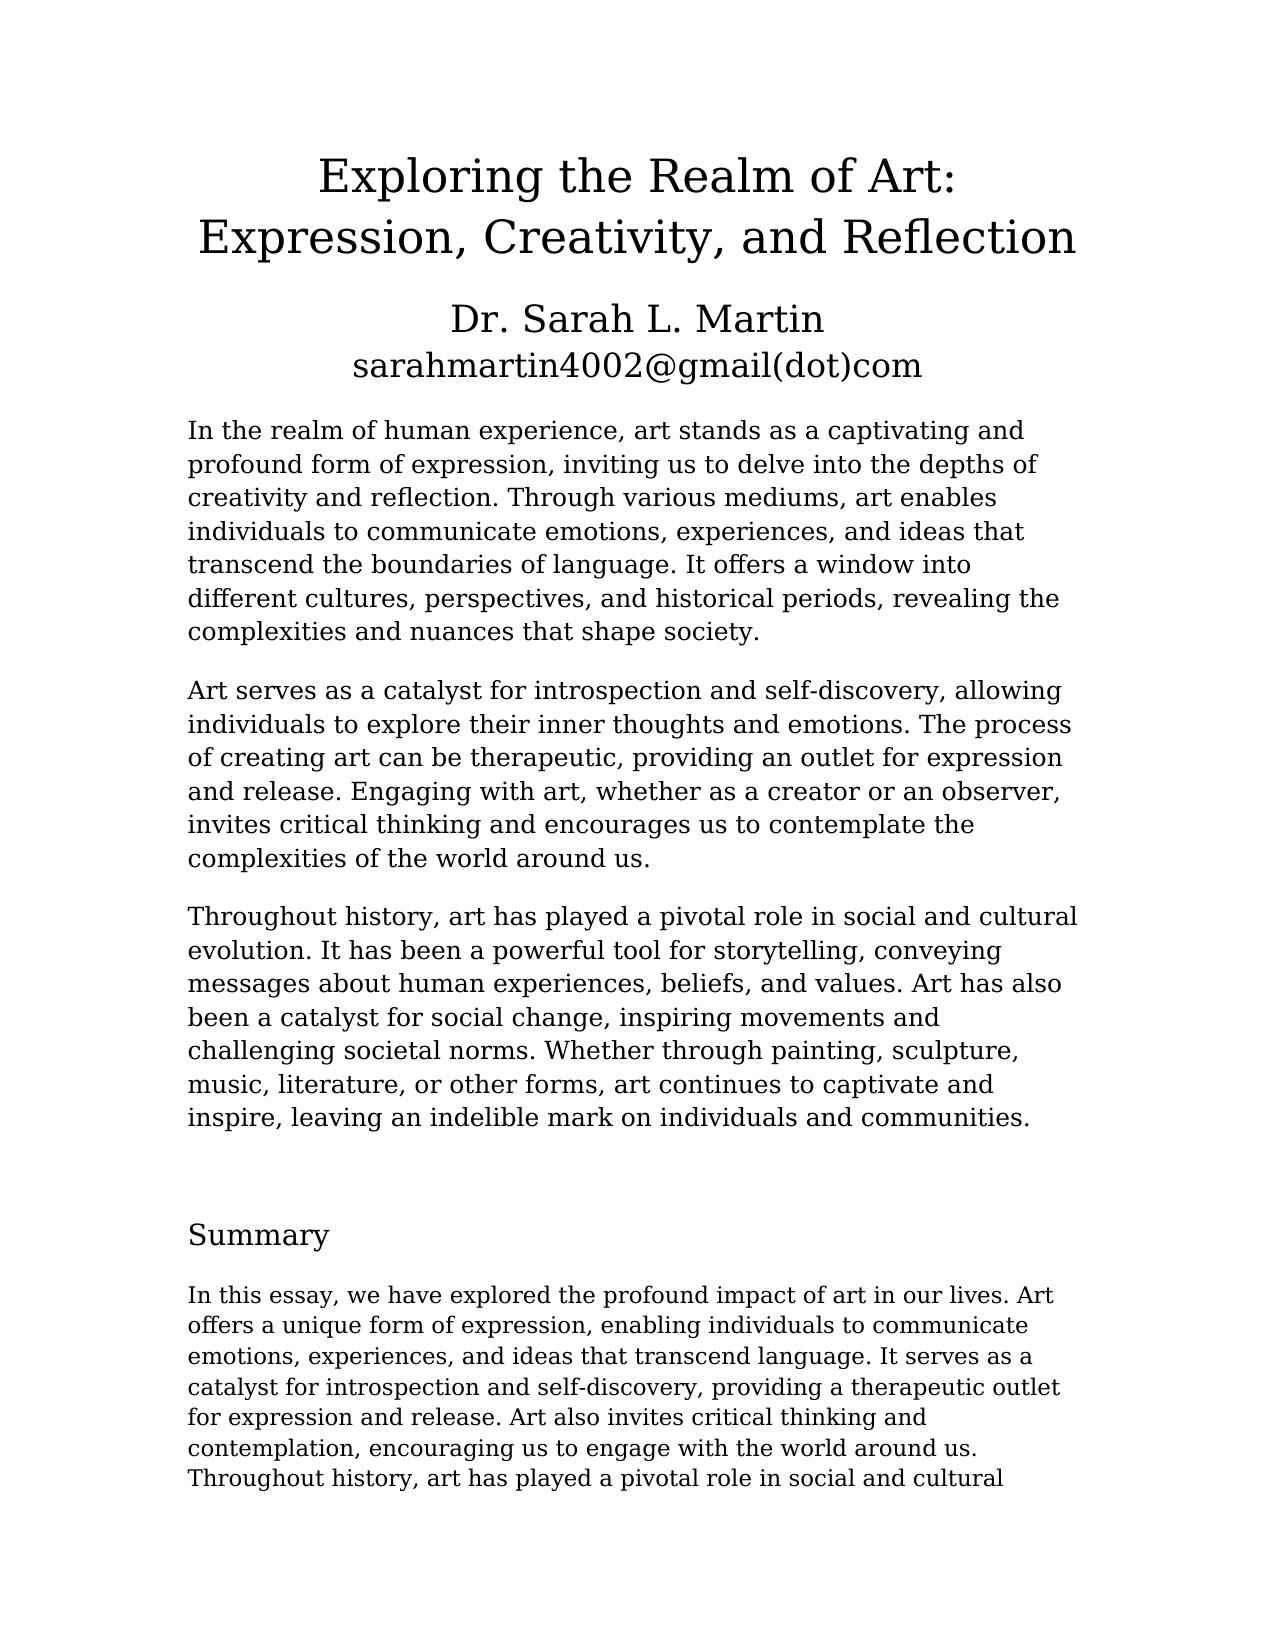 Exploring the Realm of Art:
Expression, Creativity, and Reflection
Dr. Sarah L. Martin
sarahmartin4002@gmail(dot)com
In the realm of human experience, art stands as a captivating and
profound form of expression, inviting us to delve into the depths of
creativity and reflection. Through various mediums, art enables
individuals to communicate emotions, experiences, and ideas that
transcend the boundaries of language. It offers a window into
different cultures, perspectives, and historical periods, revealing the
complexities and nuances that shape society.
Art serves as a catalyst for introspection and self-discovery, allowing
individuals to explore their inner thoughts and emotions. The process
of creating art can be therapeutic, providing an outlet for expression
and release. Engaging with art, whether as a creator or an observer,
invites critical thinking and encourages us to contemplate the
complexities of the world around us.
Throughout history, art has played a pivotal role in social and cultural
evolution. It has been a powerful tool for storytelling, conveying
messages about human experiences, beliefs, and values. Art has also
been a catalyst for social change, inspiring movements and
challenging societal norms. Whether through painting, sculpture,
music, literature, or other forms, art continues to captivate and
inspire, leaving an indelible mark on individuals and communities.
Summary
In this essay, we have explored the profound impact of art in our lives. Art
offers a unique form of expression, enabling individuals to communicate
emotions, experiences, and ideas that transcend language. It serves as a
catalyst for introspection and self-discovery, providing a therapeutic outlet
for expression and release. Art also invites critical thinking and
contemplation, encouraging us to engage with the world around us.
Throughout history, art has played a pivotal role in social and cultural